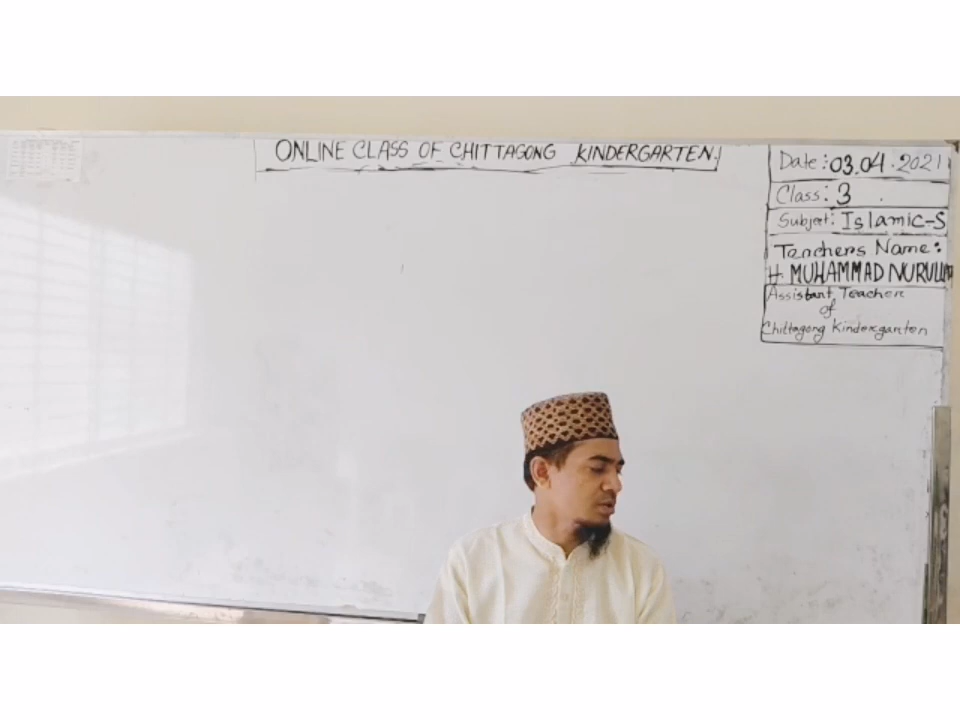 ONLINE CLASS OF CHITTAGONG KINDERGARTEN.
Date: 03.04.2021
Class: 3
Subject: Islamic-S
Teachers Name:
H. MUHAMMAD
Assistant Teacher
of
Chittagong Kindergarten